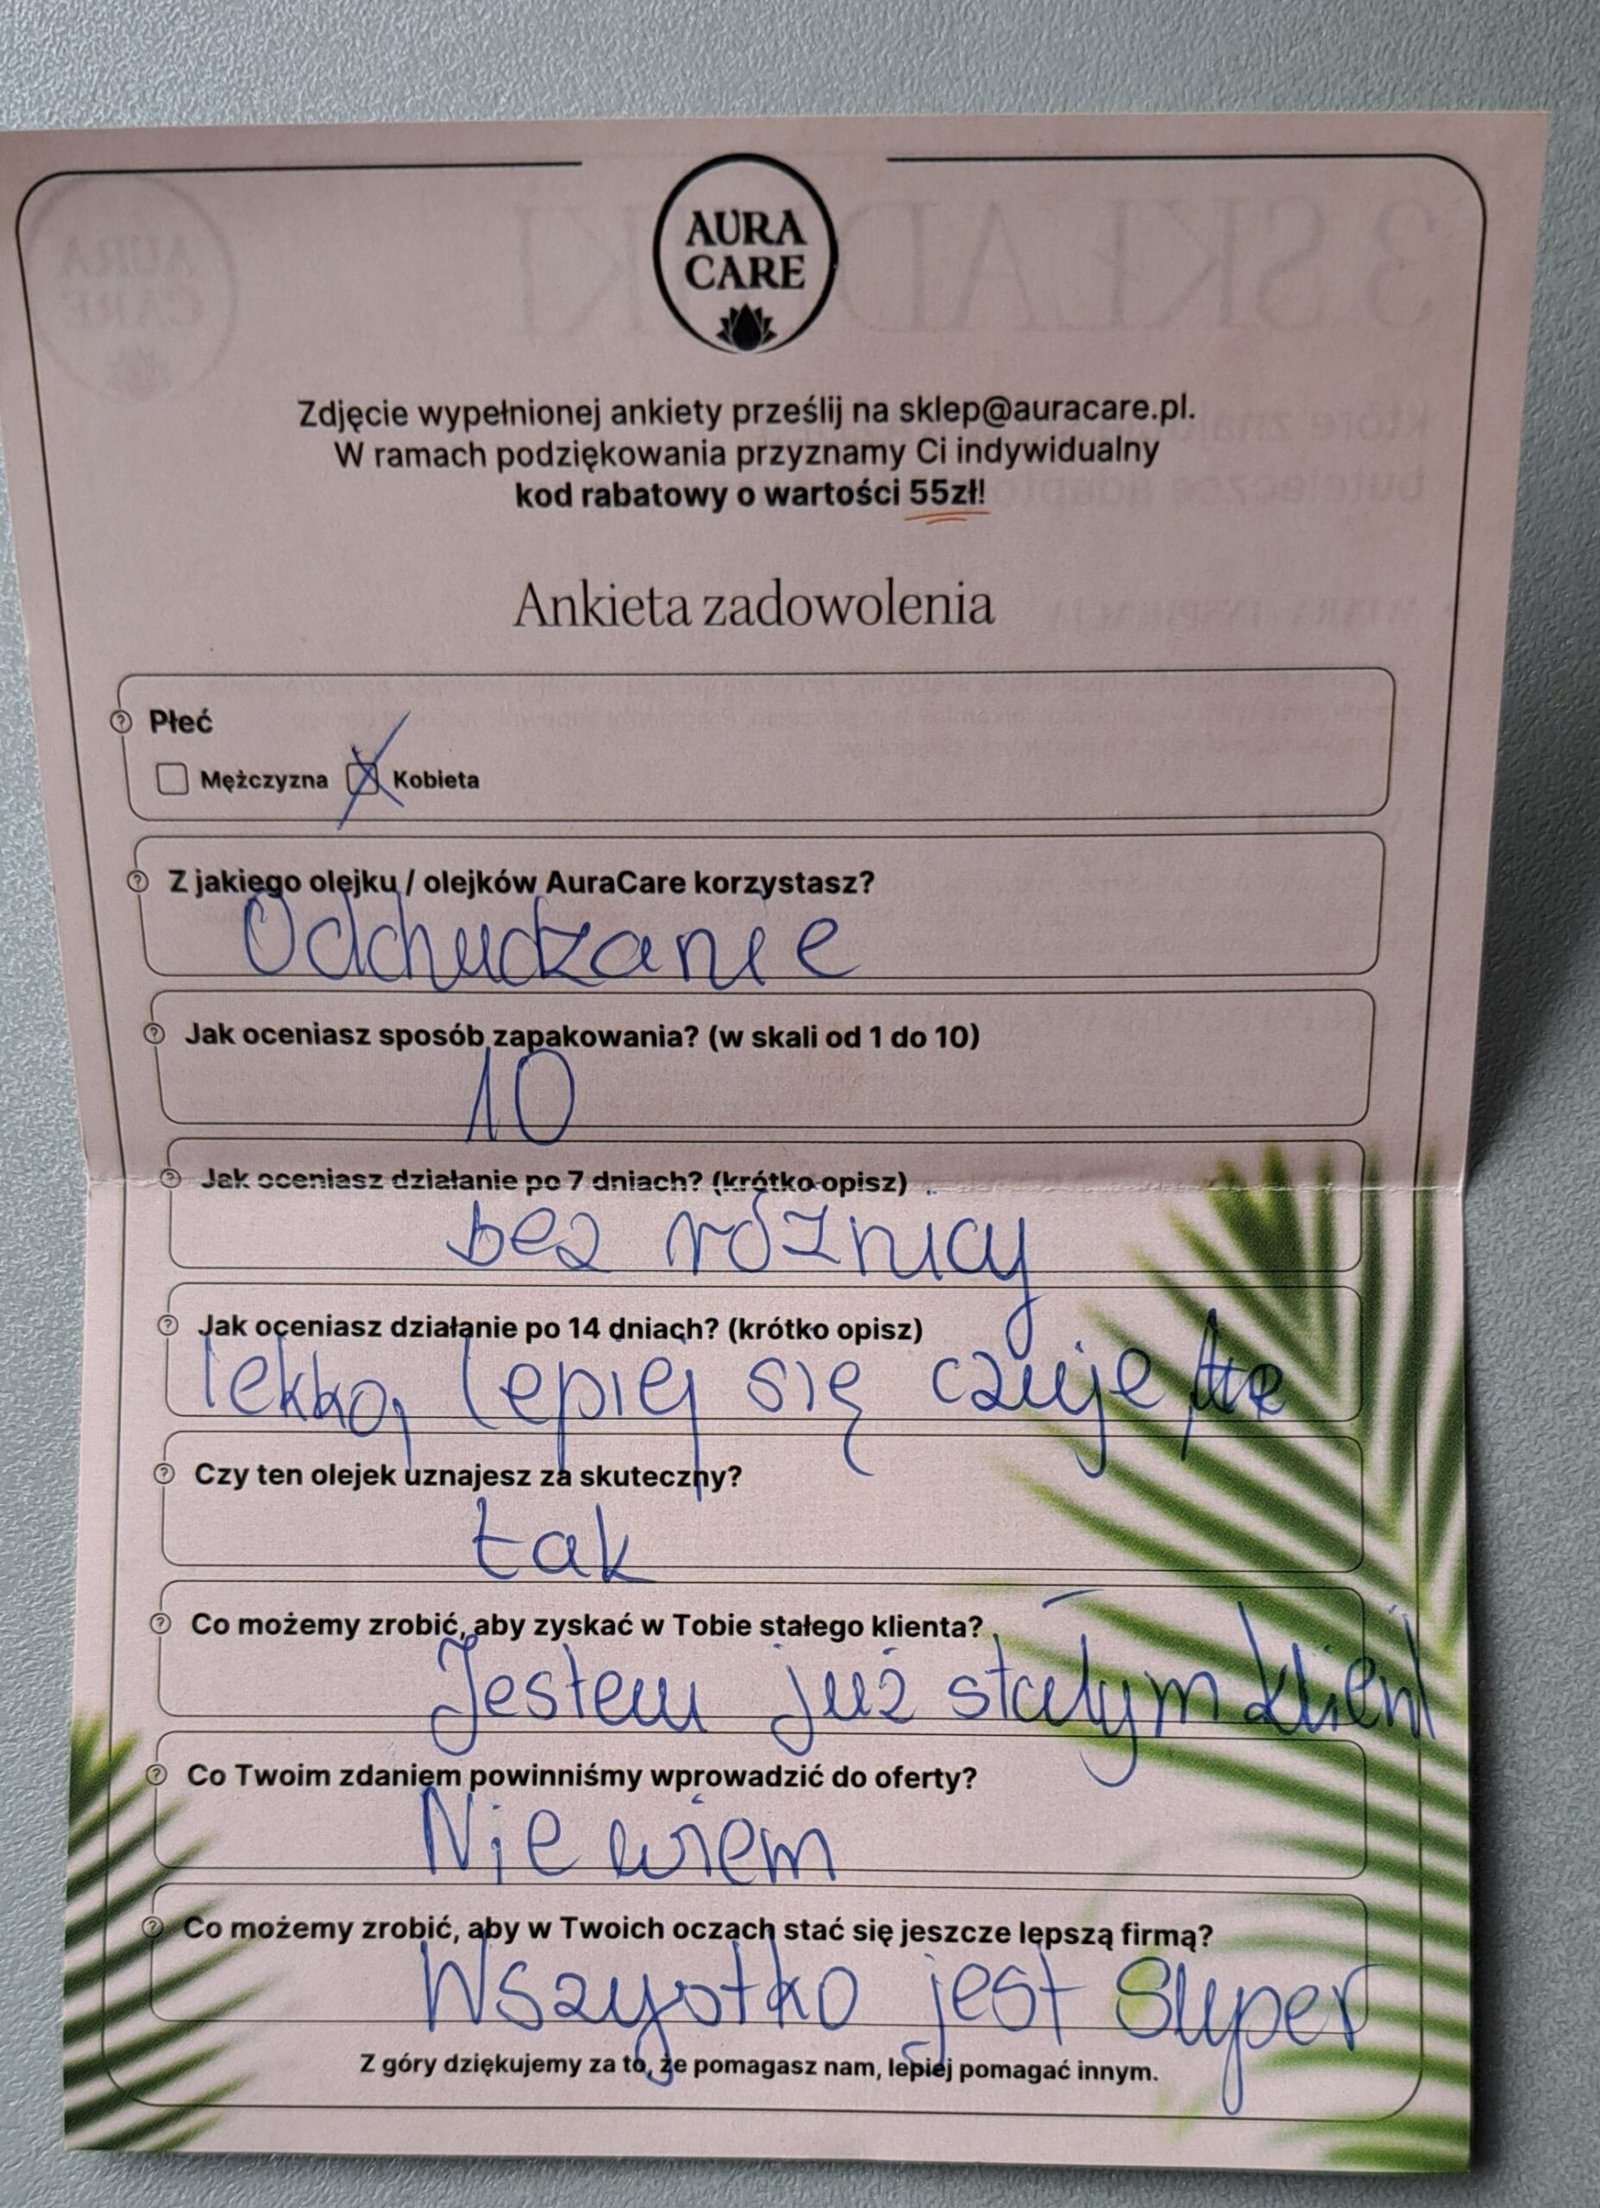 AURA
CARE
Zdjęcie wypełnionej ankiety prześlij na sklep@auracare.pl.
W ramach podziękowania przyznamy Ci indywidualny
kod rabatowy o wartości 55zł!
Ankieta zadowolenia
Płeć
Mężczyzna Kobieta
Z jakiego olejku / olejków AuraCare korzystasz?
Odchudzanie
Jak oceniasz sposób zapakowania? (w skali od 1 do 10)
10
Jak oceniasz działanie po 7 dniach? (krótko opisz)
bez różnicy
Jak oceniasz działanie po 14 dniach? (krótko opisz)
lekko, lepiej się czuje
Czy ten olejek uznajesz za skuteczny?
tak
Co możemy zrobić, aby zyskać w Tobie stałego klienta?
Jestem już stałym klient
Co Twoim zdaniem powinniśmy wprowadzić do oferty?
Nie wiem
Co możemy zrobić, aby w Twoich oczach stać się jeszcze lepszą firmą?
Wszystko jest Super
Z góry dziękujemy za to, że pomagasz nam, lepiej pomagać innym.